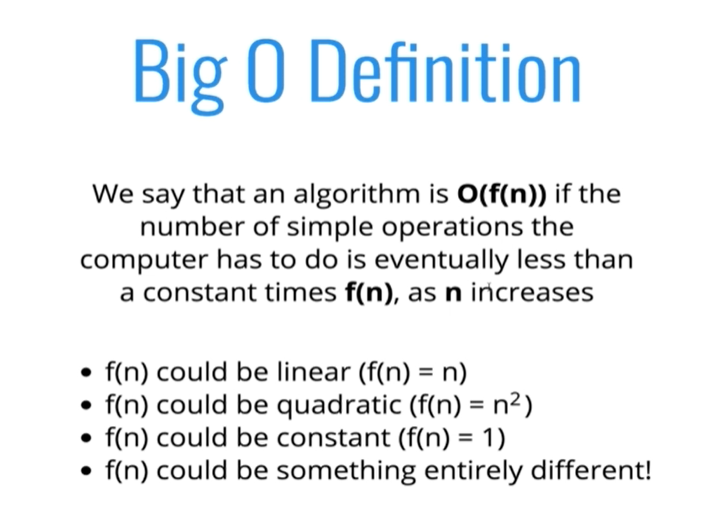 Big O Definition
We say that an algorithm is O(f(n)) if the
number of simple operations the
computer has to do is eventually less than
a constant times f(n), as n increases
• f(n) could be linear (f(n) = n)
• f(n) could be quadratic (f(n) = n²)
• f(n) could be constant (f(n) = 1)
• f(n) could be something entirely different!